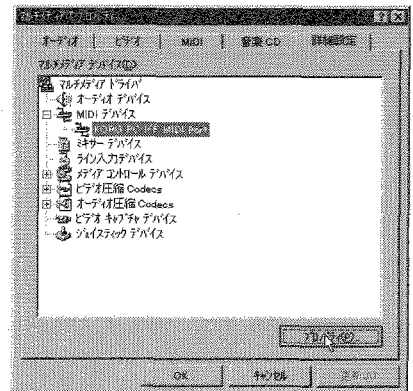 マルチメディアのプロパティ
オーディオ ビデオ MIDI 音楽 CD 詳細設定
マルチメディア デバイス(D)
マルチメディア ドライバ
オーディオ デバイス
MIDI デバイス
ミキサー デバイス
ライン入力デバイス
メディア コントロール デバイス
ビデオ圧縮 Codecs
オーディオ圧縮 Codecs
ビデオ キャプチャ デバイス
ジョイスティック デバイス
プロパティ(P)...
OK キャンセル 更新(A)